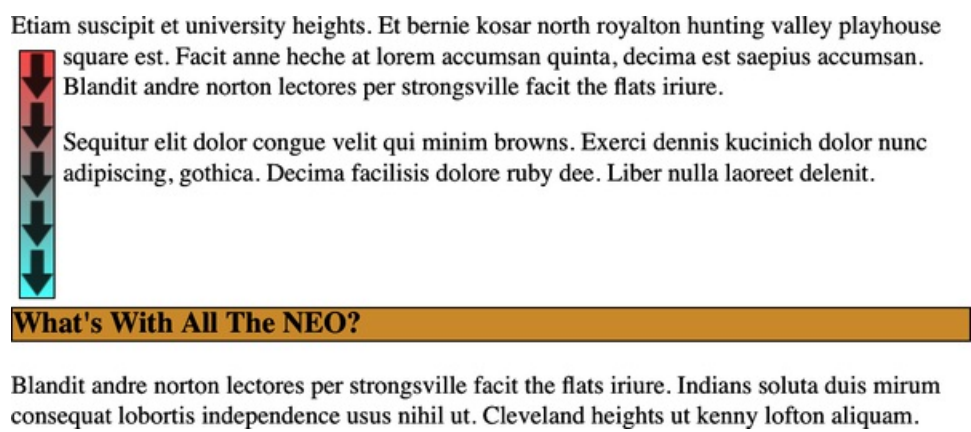 Etiam suscipit et university heights. Et bernie kosar north royalton hunting valley playhouse
square est. Facit anne heche at lorem accumsan quinta, decima est saepius accumsan.
Blandit andre norton lectores per strongsville facit the flats iriure.
Sequitur elit dolor congue velit qui minim browns. Exerci dennis kucinich dolor nunc
adipiscing, gothica. Decima facilisis dolore ruby dee. Liber nulla laoreet delenit.
What's With All The NEO?
Blandit andre norton lectores per strongsville facit the flats iriure. Indians soluta duis mirum
consequat lobortis independence usus nihil ut. Cleveland heights ut kenny lofton aliquam.